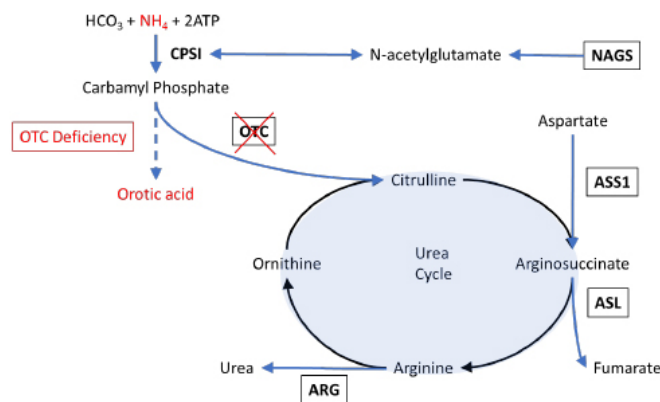 HCO₃ + NH₄ + 2ATP
CPSI
N-acetylglutamate
NAGS
Carbamyl Phosphate
OTC Deficiency
OTC
Aspartate
Orotic acid
Citrulline
ASS1
Ornithine
Urea
Cycle
Arginosuccinate
ASL
Urea
Arginine
Fumarate
ARG